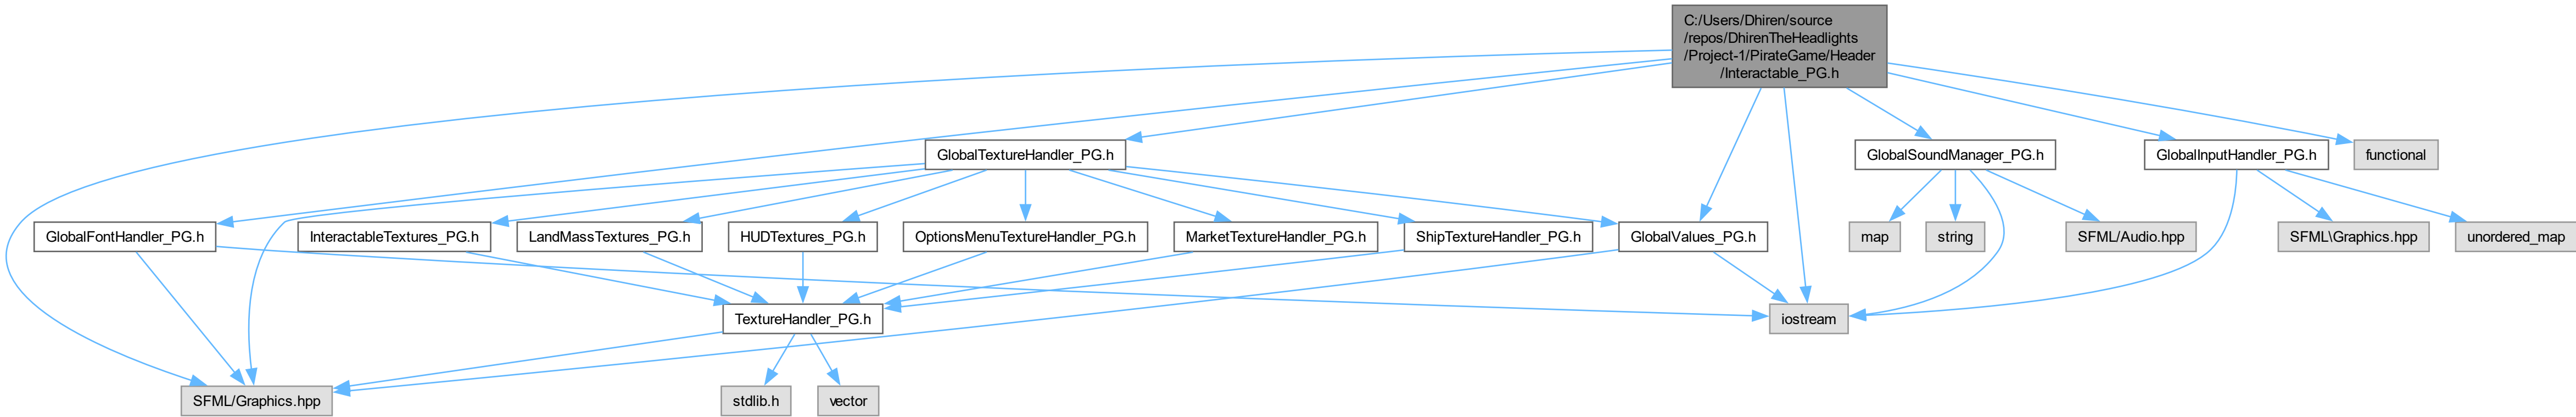 C:/Users/Dhiren/source
/repos/DhirenTheHeadlights
/Project-1/PirateGame/Header
/Interactable_PG.h
GlobalTextureHandler_PG.h
GlobalSoundManager_PG.h
GlobalInputHandler_PG.h
functional
GlobalFontHandler_PG.h
InteractableTextures_PG.h
LandMassTextures_PG.h
HUDTextures_PG.h
OptionsMenuTextureHandler_PG.h
MarketTextureHandler_PG.h
ShipTextureHandler_PG.h
GlobalValues_PG.h
map
string
SFML/Audio.hpp
SFML\Graphics.hpp
unordered_map
TextureHandler_PG.h
iostream
SFML/Graphics.hpp
stdlib.h
vector